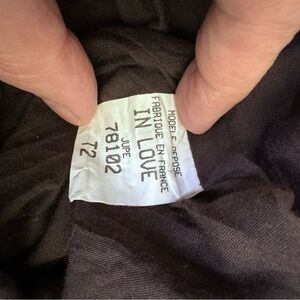 MODELE DEPOSE
FABRIQUE EN FRANCE
IN LOVE
JUPE
78102
T2